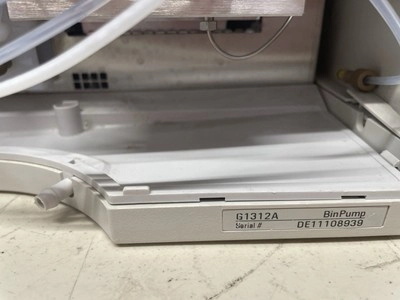 G1312A BinPump
Serial # DE11108939